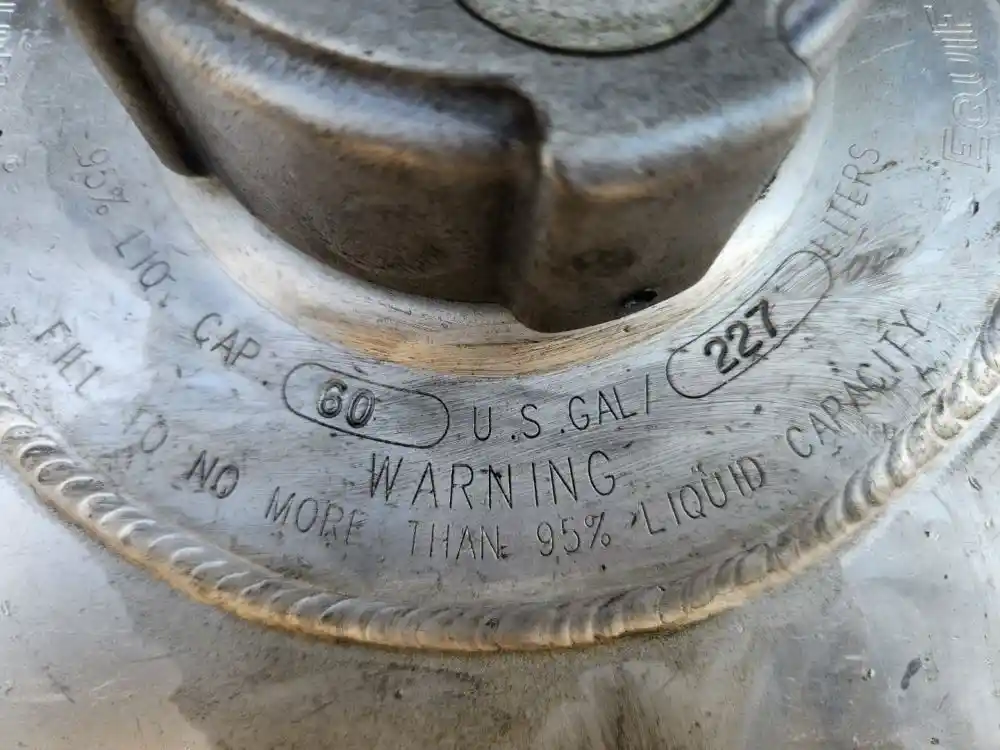 95% LIQ. CAP. 60 U.S.GAL/ 227 LITERS
WARNING
FILL TO NO MORE THAN 95% LIQUID CAPACITY